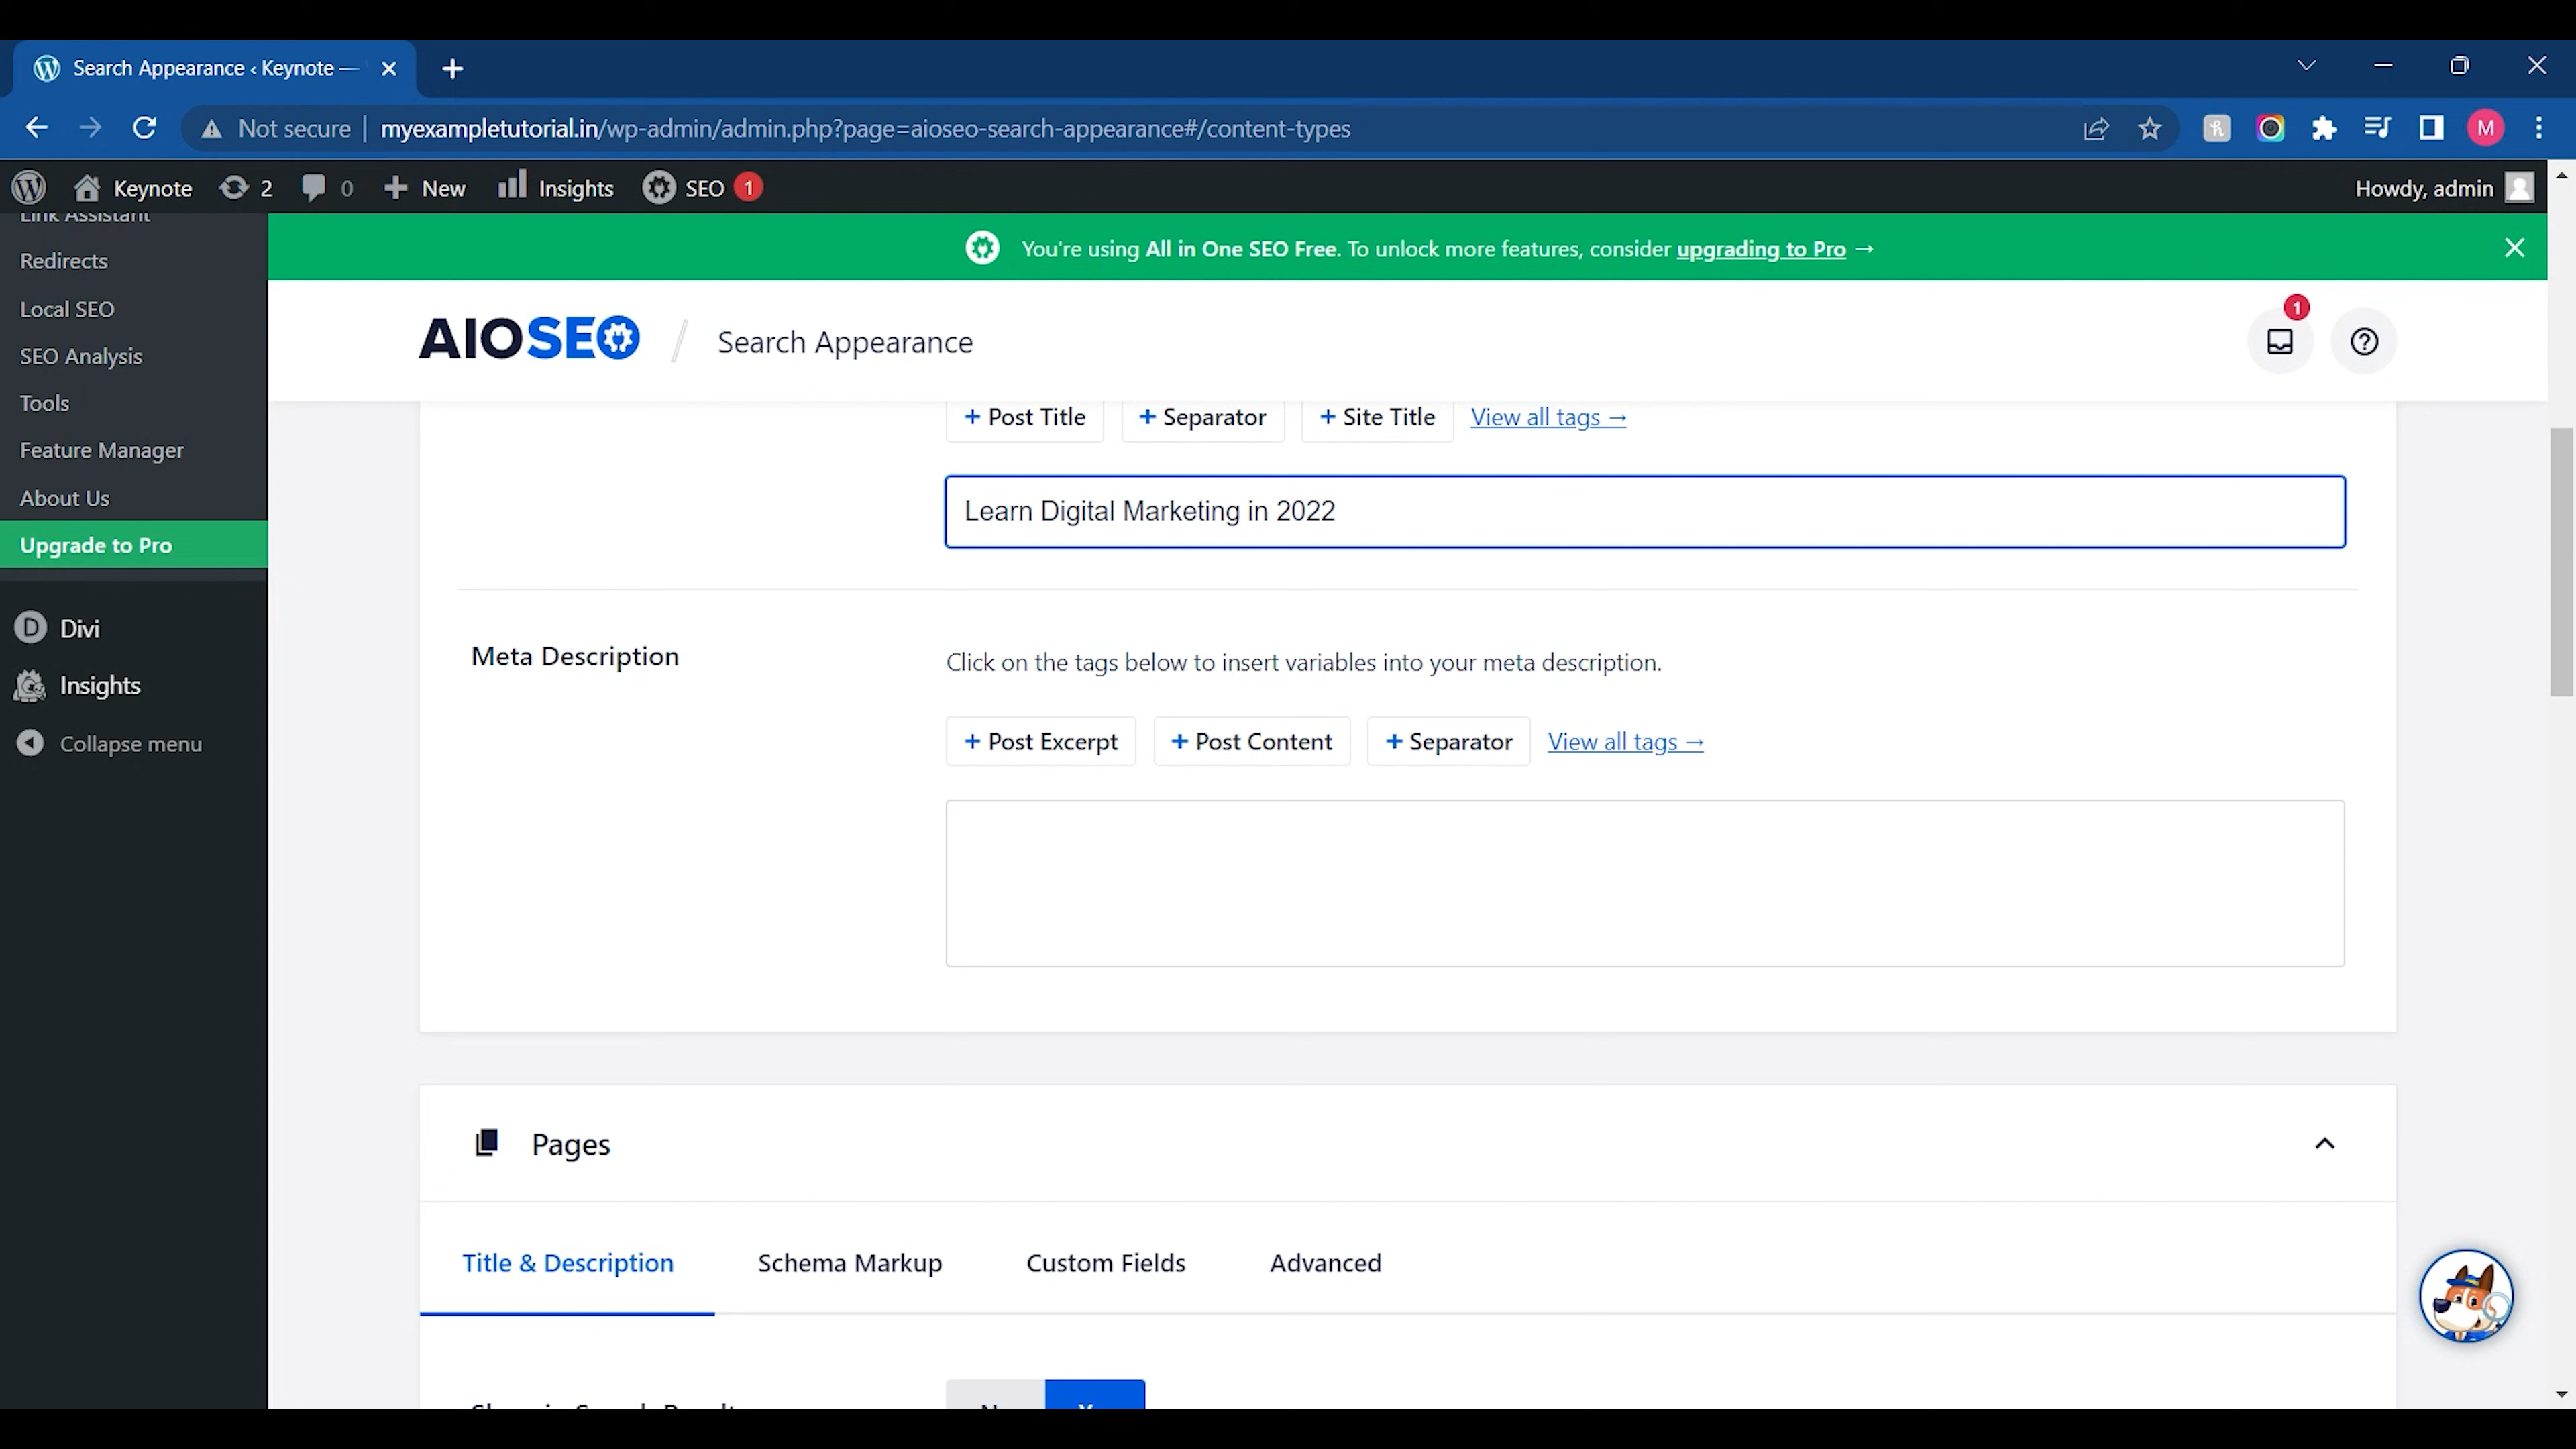 Search Appearance ‹ Keynote —
Not secure
myexampletutorial.in/wp-admin/admin.php?page=aioseo-search-appearance#/content-types
M
Keynote
2
0
New
Insights
SEO
1
Howdy, admin
Link Assistant
Redirects
Local SEO
SEO Analysis
Tools
Feature Manager
About Us
Upgrade to Pro
Divi
Insights
Collapse menu
You're using All in One SEO Free. To unlock more features, consider upgrading to Pro →
AIOSEO / Search Appearance
1
+ Post Title
+ Separator
+ Site Title
View all tags →
Learn Digital Marketing in 2022
Meta Description
Click on the tags below to insert variables into your meta description.
+ Post Excerpt
+ Post Content
+ Separator
View all tags →
Pages
Title & Description
Schema Markup
Custom Fields
Advanced